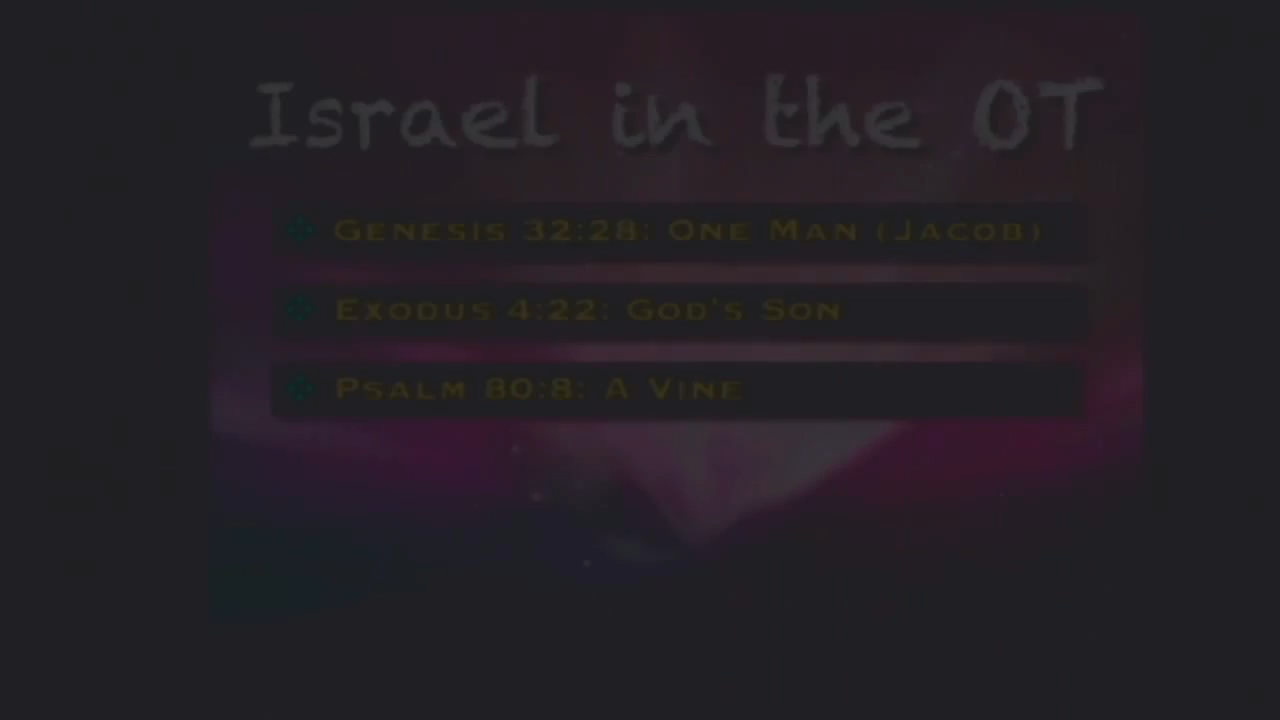 Israel in the OT
Genesis 32:28: One Man (Jacob)
Exodus 4:22: God's Son
Psalm 80:8: A Vine